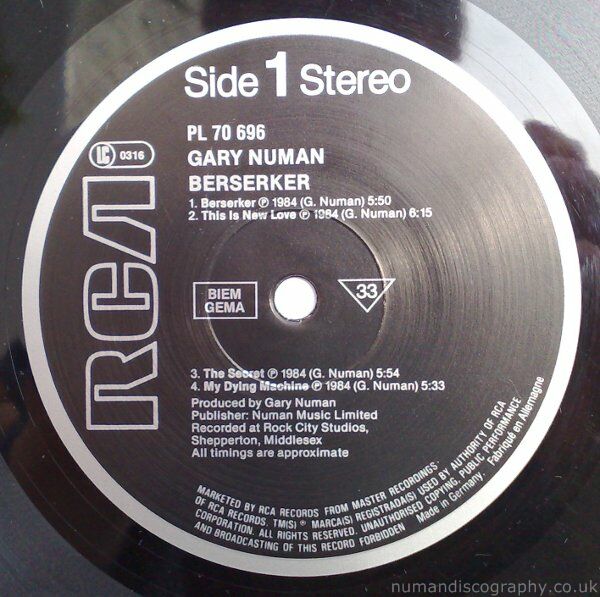 Side 1 Stereo
PL 70 696
LC 0316
GARY NUMAN
BERSERKER
1. Berserker ℗ 1984 (G. Numan) 5:50
2. This Is New Love ℗ 1984 (G. Numan) 6:15
RCA
BIEM
GEMA
33
3. The Secret ℗ 1984 (G. Numan) 5:54
4. My Dying Machine ℗ 1984 (G. Numan) 5:33
Produced by Gary Numan
Publisher: Numan Music Limited
Recorded at Rock City Studios,
Shepperton, Middlesex
All timings are approximate
MARKETED BY RCA RECORDS FROM MASTER RECORDINGS
OF RCA RECORDS. TM(S) ® MARCA(S) REGISTRADA(S) USED BY AUTHORITY OF RCA
CORPORATION. ALL RIGHTS RESERVED. UNAUTHORISED COPYING, PUBLIC PERFORMANCE
AND BROADCASTING OF THIS RECORD FORBIDDEN Made in Germany. Fabriqué en Allemagne
numandiscography.co.uk